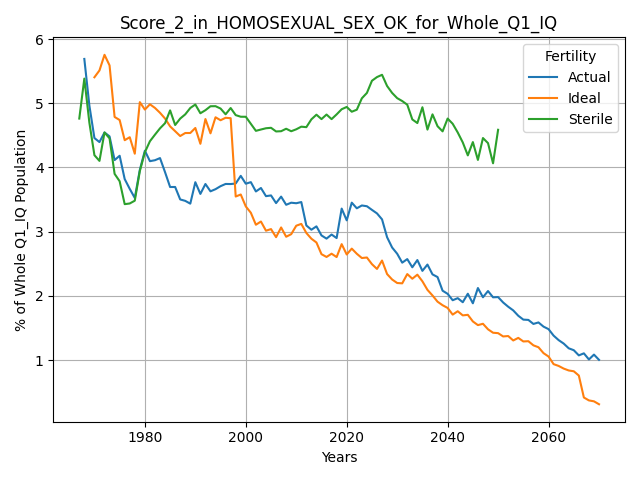 Score_2_in_HOMOSEXUAL_SEX_OK_for_Whole_Q1_IQ
% of Whole Q1_IQ Population
6
5
4
3
2
1
Fertility
Actual
Ideal
Sterile
1980
2000
2020
2040
2060
Years